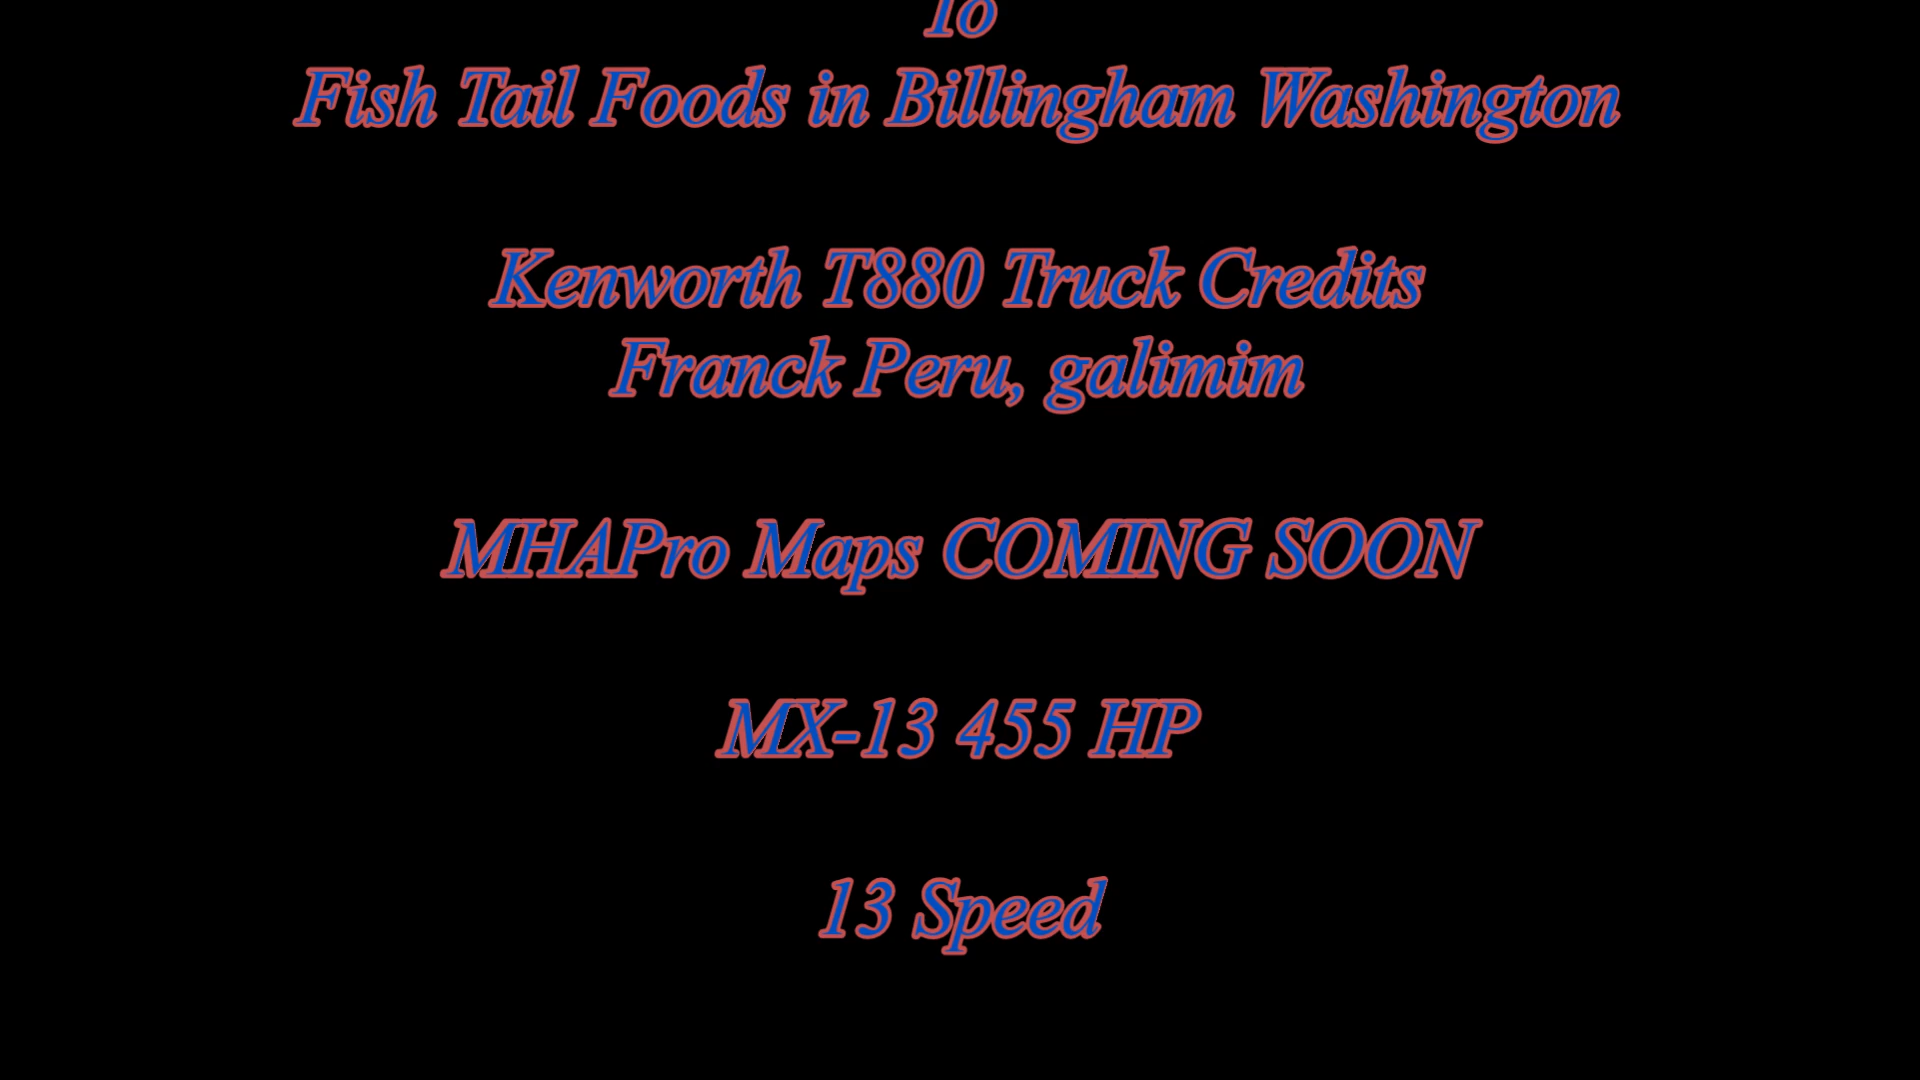 To
Fish Tail Foods in Billingham Washington
Kenworth T880 Truck Credits
Franck Peru, galimim
MHAPro Maps COMING SOON
MX-13 455 HP
13 Speed